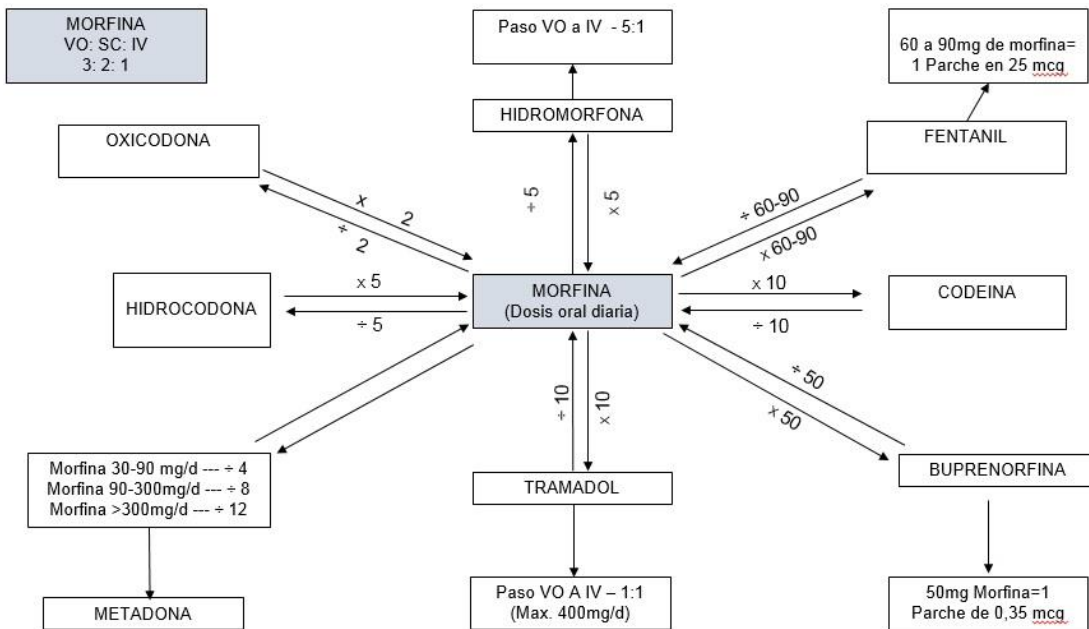 MORFINA
VO: SC: IV
3: 2: 1
Paso VO a IV - 5:1
60 a 90mg de morfina=
1 Parche en 25 mcg
HIDROMORFONA
OXICODONA
FENTANIL
x 2
÷ 2
÷ 5
x 5
÷ 60-90
x 60-90
HIDROCODONA
x 5
÷ 5
MORFINA
(Dosis oral diaria)
x 10
÷ 10
CODEINA
÷ 10
x 10
÷ 50
x 50
Morfina 30-90 mg/d --- ÷ 4
Morfina 90-300mg/d --- ÷ 8
Morfina >300mg/d --- ÷ 12
TRAMADOL
BUPRENORFINA
METADONA
Paso VO A IV – 1:1
(Max. 400mg/d)
50mg Morfina=1
Parche de 0,35 mcg